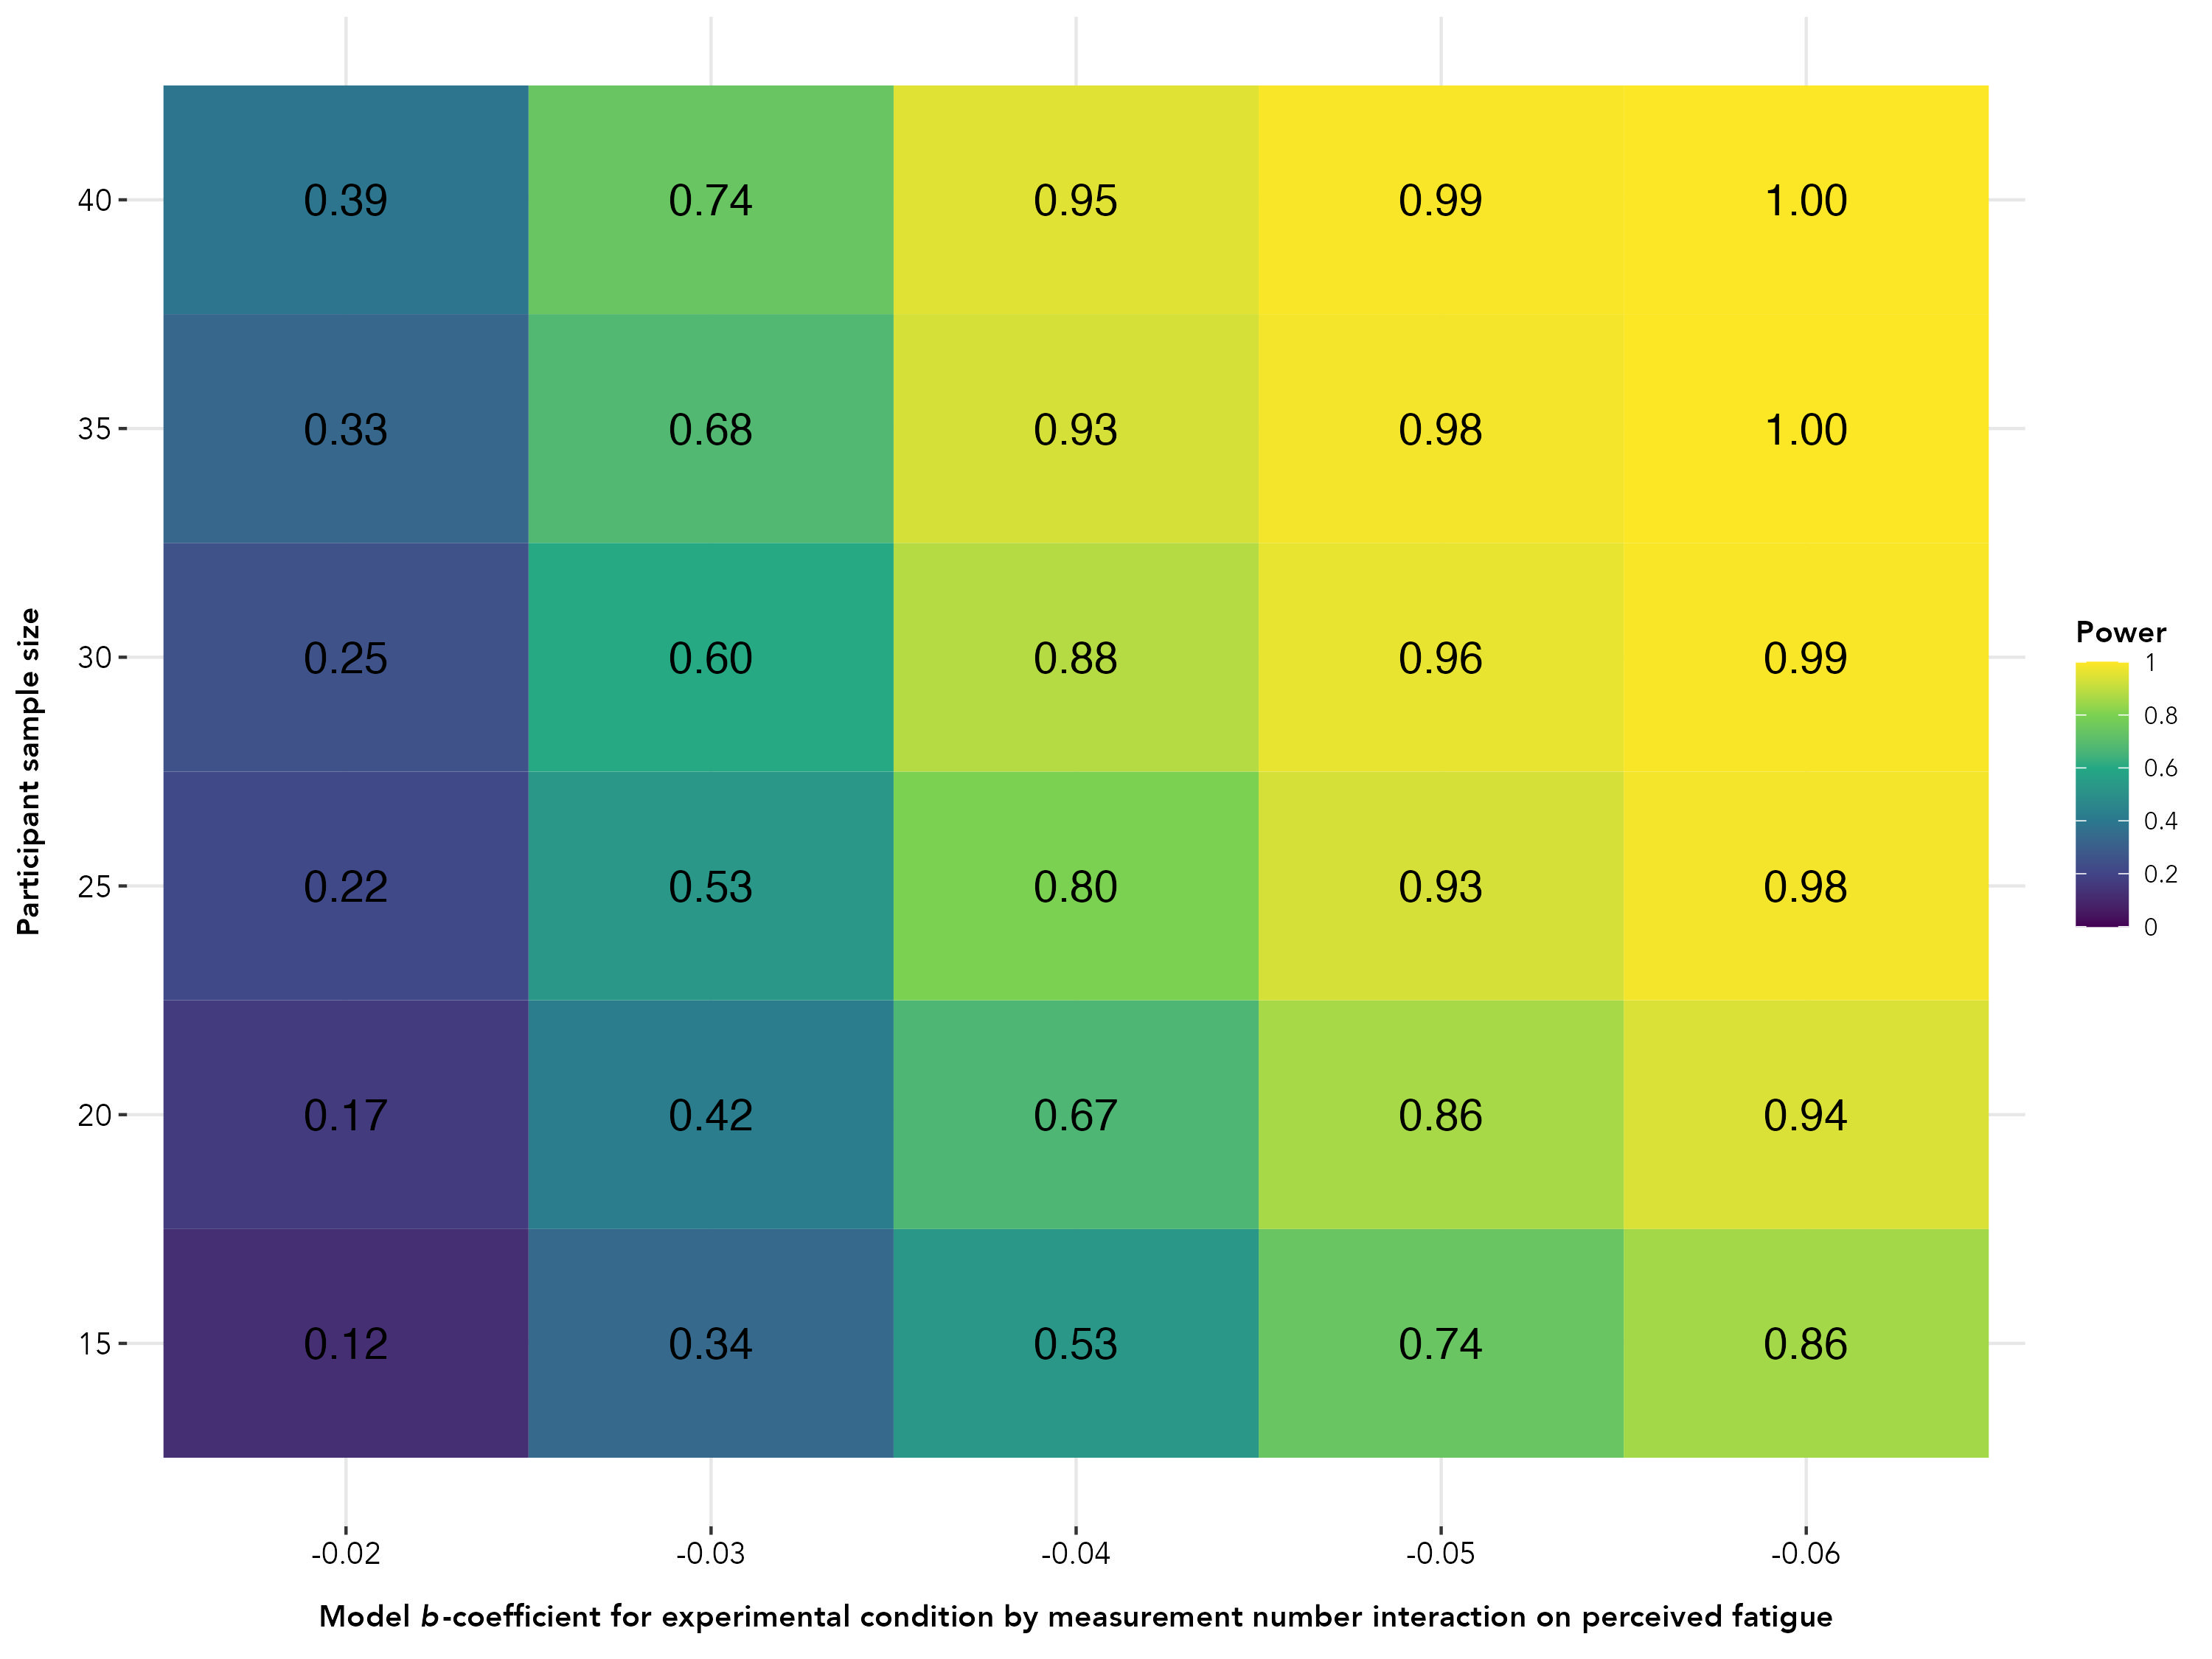 40 0.39 0.74 0.95 0.99 1.00
35 0.33 0.68 0.93 0.98 1.00
30 0.25 0.60 0.88 0.96 0.99
25 0.22 0.53 0.80 0.93 0.98
20 0.17 0.42 0.67 0.86 0.94
15 0.12 0.34 0.53 0.74 0.86
-0.02 -0.03 -0.04 -0.05 -0.06
Model b-coefficient for experimental condition by measurement number interaction on perceived fatigue
Participant sample size
Power
1
0.8
0.6
0.4
0.2
0